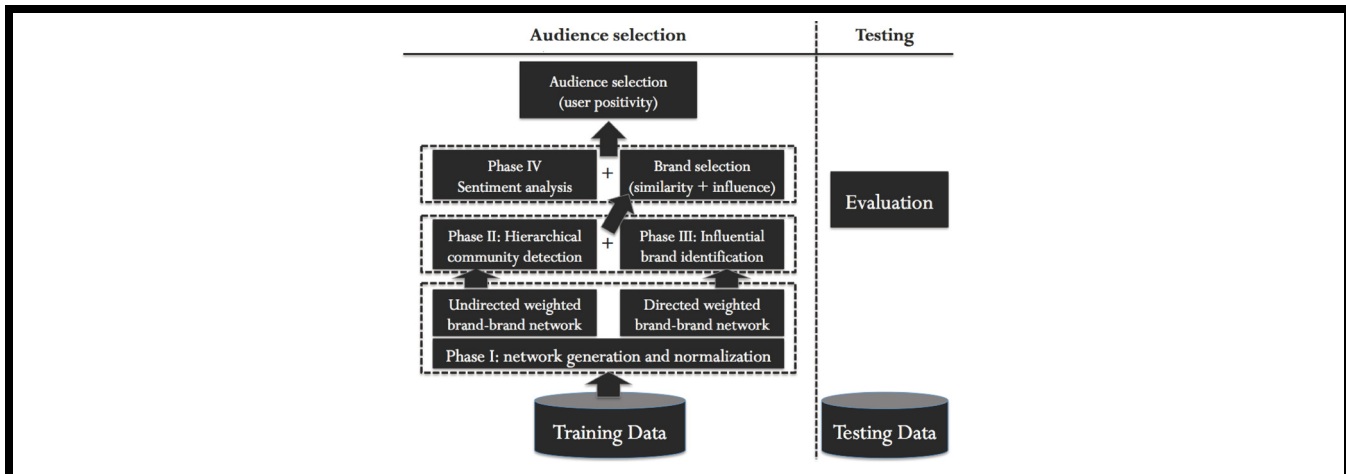 Audience selection
Testing
Audience selection
(user positivity)
Phase IV
Sentiment analysis
+
Brand selection
(similarity + influence)
Evaluation
Phase II: Hierarchical
community detection
+
Phase III: Influential
brand identification
Undirected weighted
brand-brand network
Directed weighted
brand-brand network
Phase I: network generation and normalization
Training Data
Testing Data